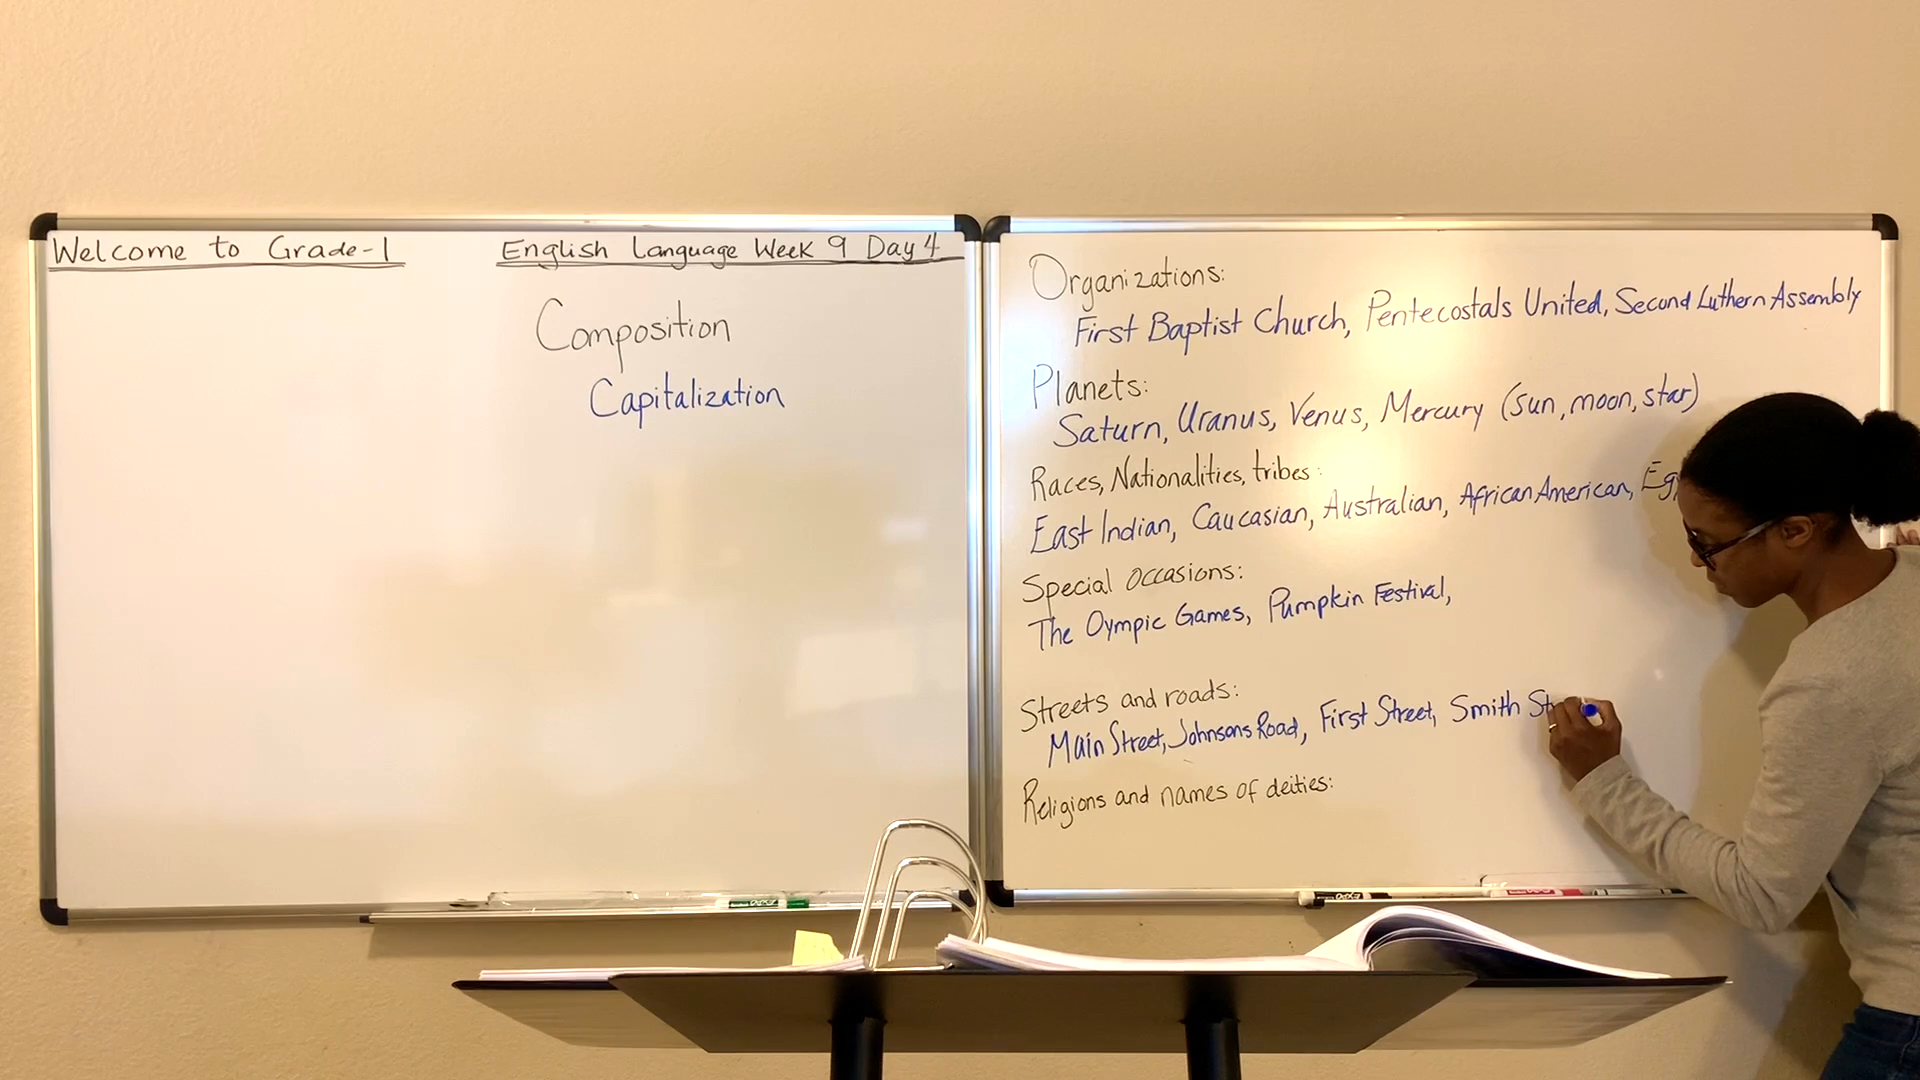 Welcome to Grade-1
English Language Week 9 Day 4
Composition
Capitalization
Organizations:
First Baptist Church, Pentecostals United, Second Luthern Assembly
Planets:
Saturn, Uranus, Venus, Mercury (sun, moon, star)
Races, Nationalities, tribes:
East Indian, Caucasian, Australian, African American, Eg
Special Occasions:
The Oympic Games, Pumpkin Festival,
Streets and roads:
Main Street, Johnsons Road, First Street, Smith St
Religions and names of deities:
EXPO